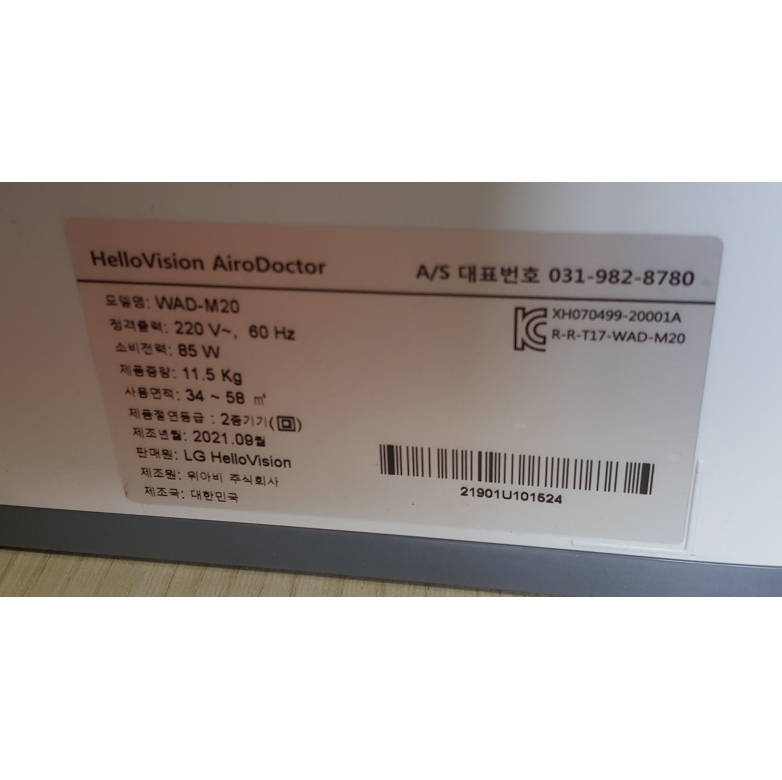 HelloVision AiroDoctor
A/S 대표번호 031-982-8780
모델명: WAD-M20
정격출력: 220 V~, 60 Hz
소비전력: 85 W
제품중량: 11.5 Kg
사용면적: 34 ~ 58 ㎡
제품절연등급 : 2종기기(回)
제조년월: 2021.09월
판매원: LG HelloVision
제조원: 위아비 주식회사
제조국: 대한민국
XH070499-20001A
R-R-T17-WAD-M20
21901U101524